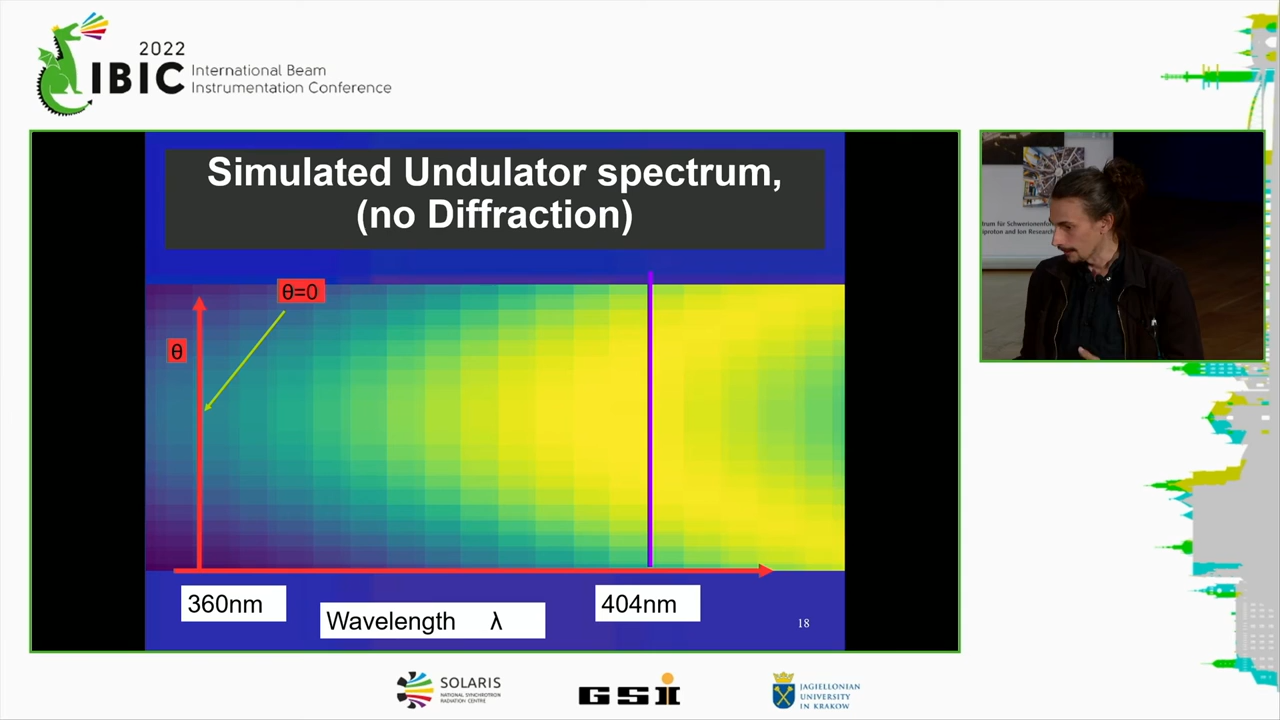 2022
IBIC
International Beam
Instrumentation Conference
Simulated Undulator spectrum,
(no Diffraction)
θ=0
θ
360nm
404nm
Wavelength λ
18
SOLARIS
NATIONAL SYNCHROTRON
RADIATION CENTRE
GSI
JAGIELLONIAN
UNIVERSITY
IN KRAKOW